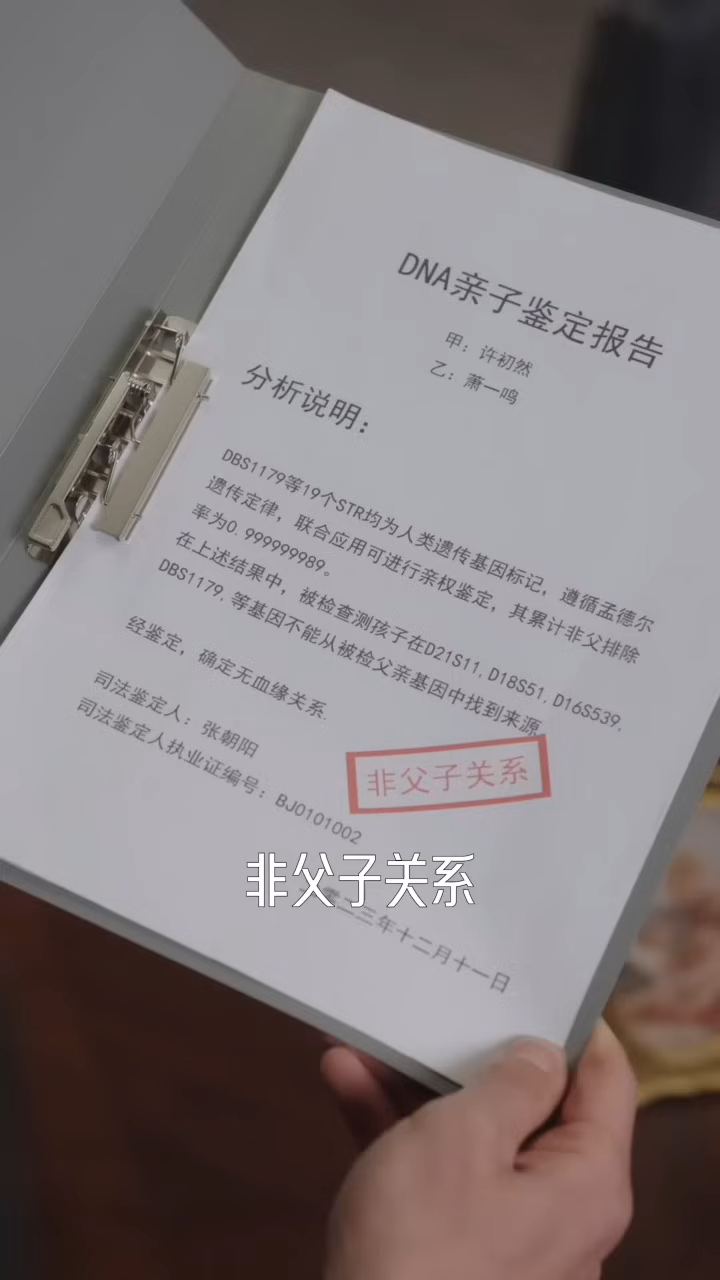 DNA亲子鉴定报告
甲：许初然
乙：萧一鸣
分析说明：
DBS1179等19个STR均为人类遗传基因标记，遵循孟德尔
遗传定律，联合应用可进行亲权鉴定，其累计非父排除
率为0.999999989。
在上述结果中，被检查测孩子在D21S11.D18S51.D16S539.
DBS1179.等基因不能从被检父亲基因中找到来源
经鉴定，确定无血缘关系.
司法鉴定人：张朝阳
司法鉴定人执业证编号：BJ0101002
非父子关系
非父子关系
二三年十二月十一日